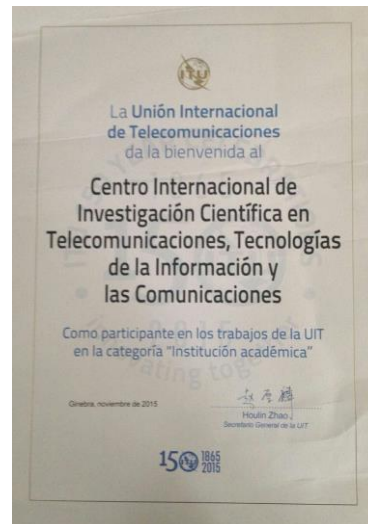 ITU
La Unión Internacional
de Telecomunicaciones
da la bienvenida al
Centro Internacional de
Investigación Científica en
Telecomunicaciones, Tecnologías
de la Información y
las Comunicaciones
Como participante en los trabajos de la UIT
en la categoría "Institución académica"
Ginebra, noviembre de 2015
Houlin Zhao
Secretario General de la UIT
150 1865
2015